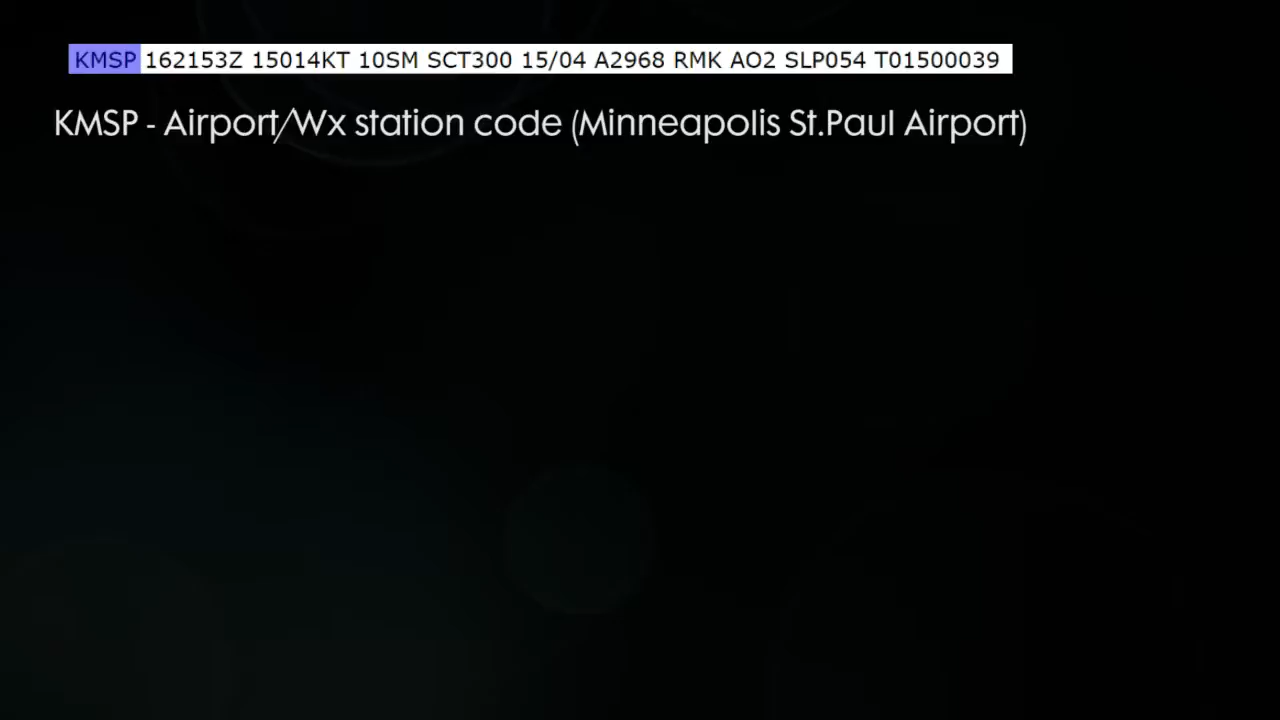 KMSP 162153Z 15014KT 10SM SCT300 15/04 A2968 RMK AO2 SLP054 T01500039
KMSP - Airport/Wx station code (Minneapolis St.Paul Airport)